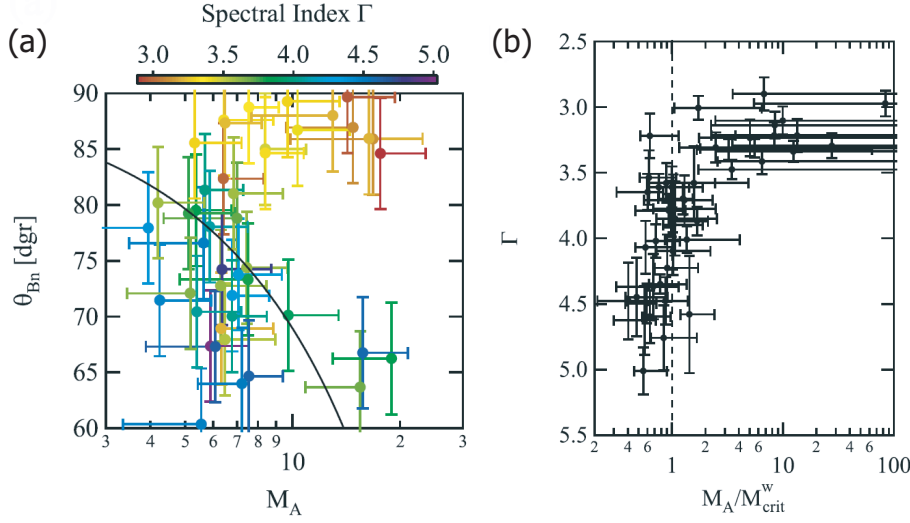 (a)
Spectral Index Γ
3.0 3.5 4.0 4.5 5.0
θBn [dgr]
90
85
80
75
70
65
60
3 4 5 6 7 8 9 10 2 3
MA
(b)
Γ
2.5
3.0
3.5
4.0
4.5
5.0
5.5
2 4 6 1 2 4 6 10 2 4 6 100
MA/Mwcrit